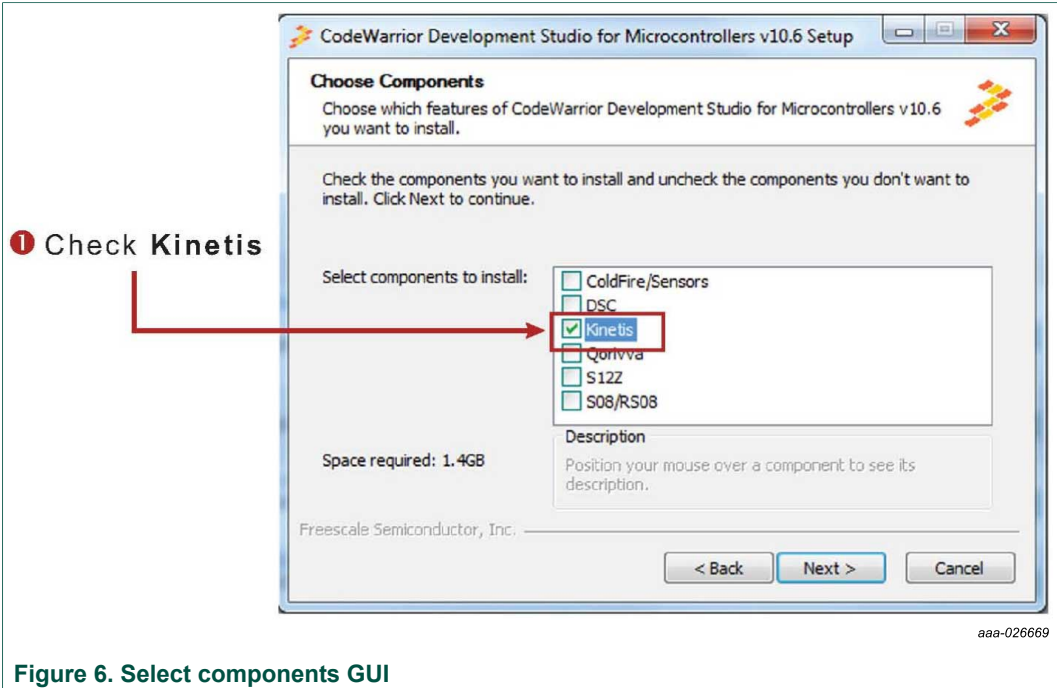 CodeWarrior Development Studio for Microcontrollers v10.6 Setup
Choose Components
Choose which features of CodeWarrior Development Studio for Microcontrollers v10.6
you want to install.
Check the components you want to install and uncheck the components you don't want to
install. Click Next to continue.
1 Check Kinetis
Select components to install:
ColdFire/Sensors
DSC
Kinetis
Qorivva
S12Z
S08/RS08
Space required: 1.4GB
Description
Position your mouse over a component to see its
description.
Freescale Semiconductor, Inc.
< Back
Next >
Cancel
aaa-026669
Figure 6. Select components GUI